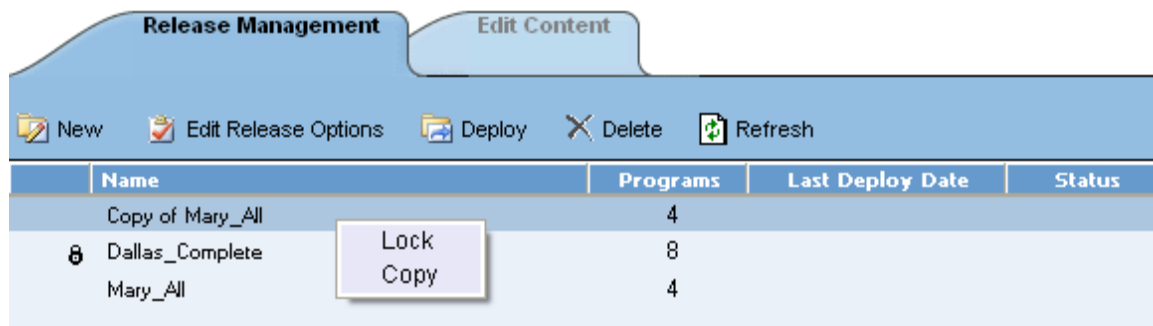 Release Management Edit Content
New Edit Release Options Deploy Delete Refresh
Name Programs Last Deploy Date Status
Copy of Mary_All 4
Lock
Dallas_Complete 8
Copy
Mary_All 4